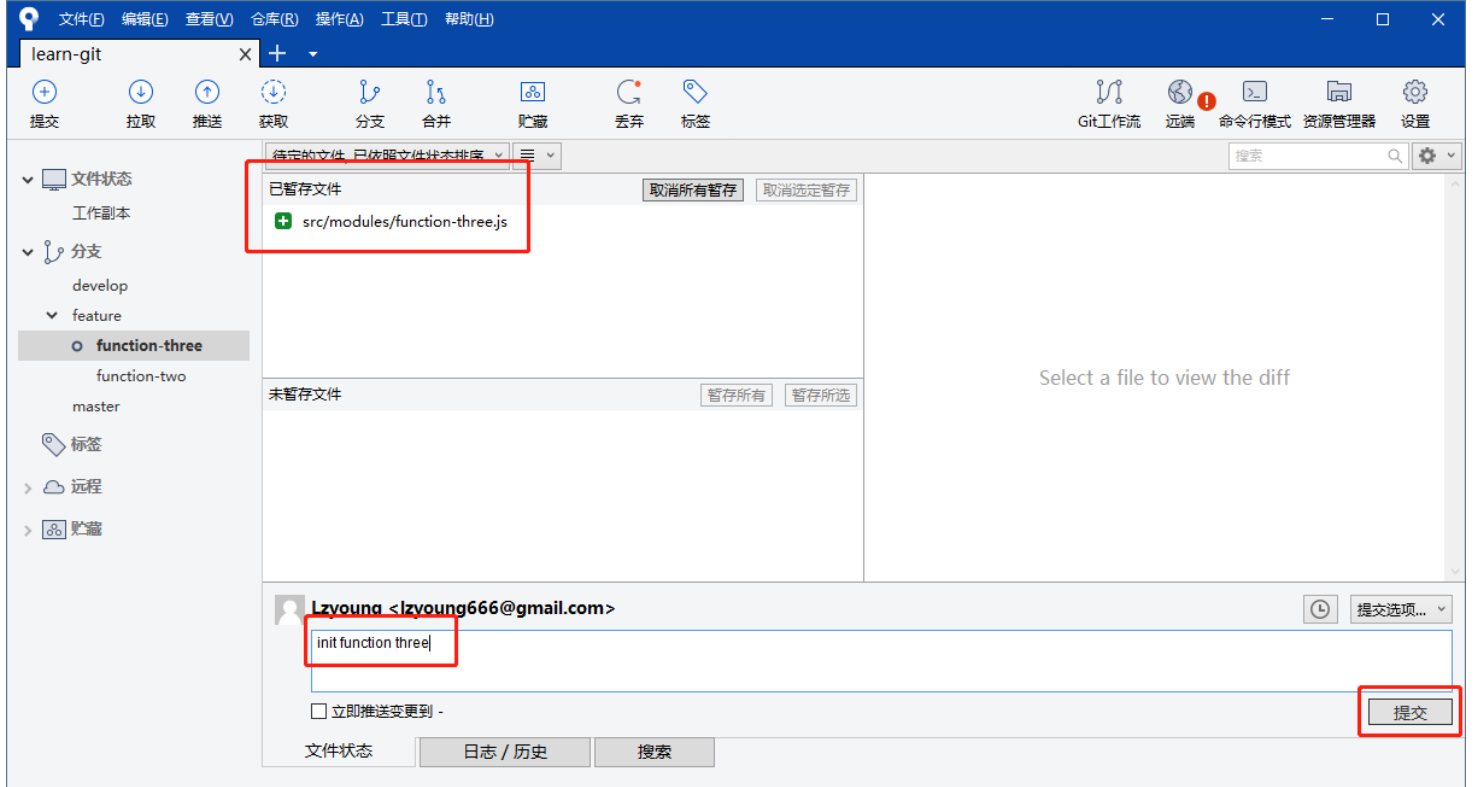 文件(F) 编辑(E) 查看(V) 仓库(R) 操作(A) 工具(T) 帮助(H)
learn-git
提交 拉取 推送 获取 分支 合并 贮藏 丢弃 标签 Git工作流 远端 命令行模式 资源管理器 设置
待定的文件, 已依照文件状态排序 搜索
文件状态
工作副本
分支
develop
feature
function-three
function-two
master
标签
远程
贮藏
已暂存文件 取消所有暂存 取消选定暂存
src/modules/function-three.js
未暂存文件 暂存所有 暂存所选
Select a file to view the diff
Lzyoung <lzyoung666@gmail.com> 提交选项...
init function three
立即推送变更到 -
提交
文件状态 日志 / 历史 搜索